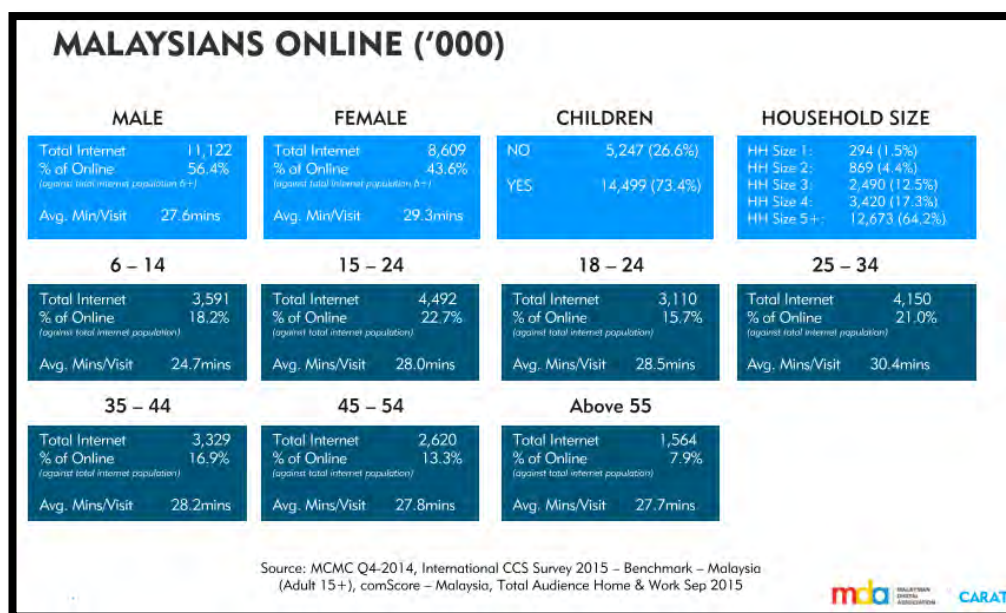 MALAYSIANS ONLINE ('000)
MALE
Total Internet 11,122
% of Online 56.4%
(against total internet population 6+)
Avg. Min/Visit 27.6mins
FEMALE
Total Internet 8,609
% of Online 43.6%
(against total internet population 6+)
Avg. Min/Visit 29.3mins
CHILDREN
NO 5,247 (26.6%)
YES 14,499 (73.4%)
HOUSEHOLD SIZE
HH Size 1: 294 (1.5%)
HH Size 2: 869 (4.4%)
HH Size 3: 2,490 (12.5%)
HH Size 4: 3,420 (17.3%)
HH Size 5+: 12,673 (64.2%)
6 – 14
Total Internet 3,591
% of Online 18.2%
(against total internet population)
Avg. Mins/Visit 24.7mins
15 – 24
Total Internet 4,492
% of Online 22.7%
(against total internet population)
Avg. Mins/Visit 28.0mins
18 – 24
Total Internet 3,110
% of Online 15.7%
(against total internet population)
Avg. Mins/Visit 28.5mins
25 – 34
Total Internet 4,150
% of Online 21.0%
(against total internet population)
Avg. Mins/Visit 30.4mins
35 – 44
Total Internet 3,329
% of Online 16.9%
(against total internet population)
Avg. Mins/Visit 28.2mins
45 – 54
Total Internet 2,620
% of Online 13.3%
(against total internet population)
Avg. Mins/Visit 27.8mins
Above 55
Total Internet 1,564
% of Online 7.9%
(against total internet population)
Avg. Mins/Visit 27.7mins
Source: MCMC Q4-2014, International CCS Survey 2015 – Benchmark – Malaysia
(Adult 15+), comScore – Malaysia, Total Audience Home & Work Sep 2015
mda
MALAYSIAN
DIGITAL
ASSOCIATION
CARAT